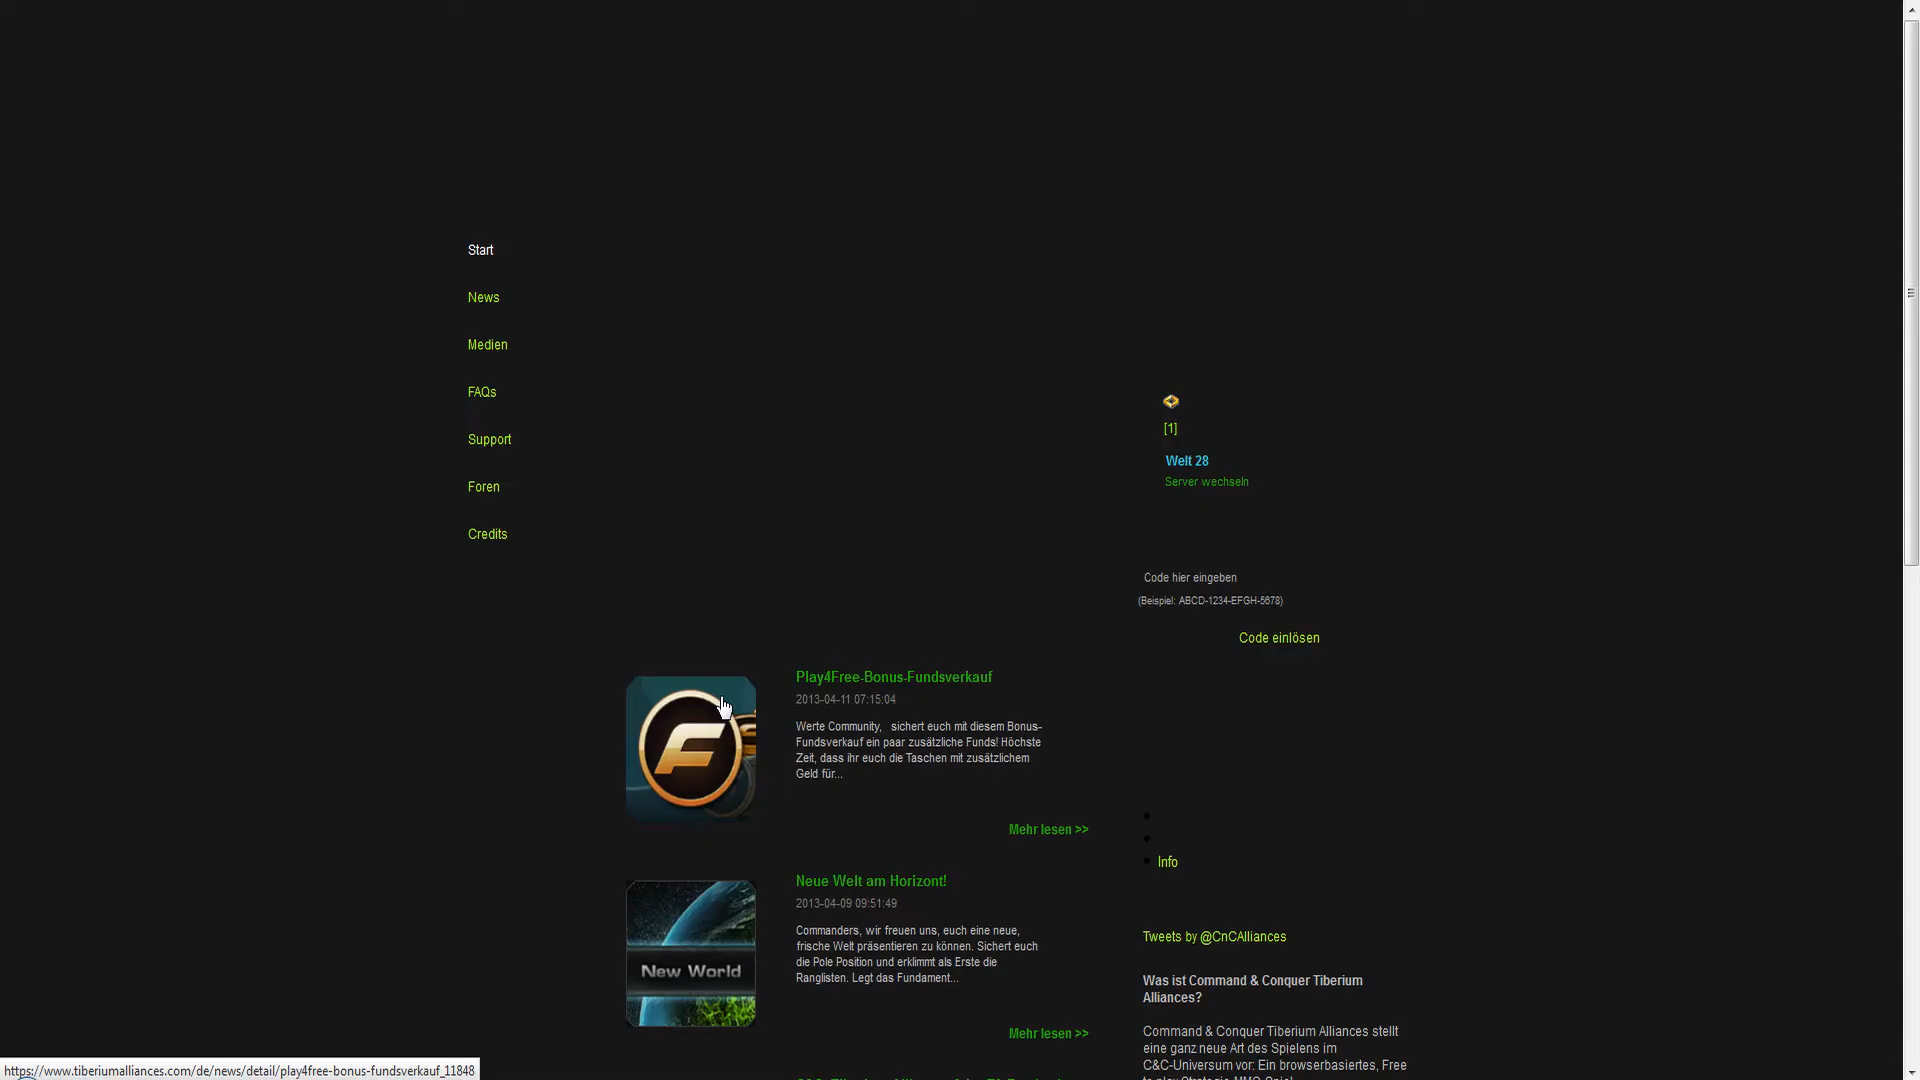 Start
News
Medien
FAQs
Support
Foren
Credits
[1]
Welt 28
Server wechseln
Code hier eingeben
(Beispiel: ABCD-1234-EFGH-5678)
Code einlösen
Play4Free-Bonus-Fundsverkauf
2013-04-11 07:15:04
Werte Community, sichert euch mit diesem Bonus-
Fundsverkauf ein paar zusätzliche Funds! Höchste
Zeit, dass ihr euch die Taschen mit zusätzlichem
Geld für...
Mehr lesen >>
New World
Neue Welt am Horizont!
2013-04-09 09:51:49
Commanders, wir freuen uns, euch eine neue,
frische Welt präsentieren zu können. Sichert euch
die Pole Position und erklimmt als Erste die
Ranglisten. Legt das Fundament...
Mehr lesen >>
Info
Tweets by @CnCAlliances
Was ist Command & Conquer Tiberium
Alliances?
Command & Conquer Tiberium Alliances stellt
eine ganz neue Art des Spielens im
C&C-Universum vor: Ein browserbasiertes, Free
https://www.tiberiumalliances.com/de/news/detail/play4free-bonus-fundsverkauf_11848